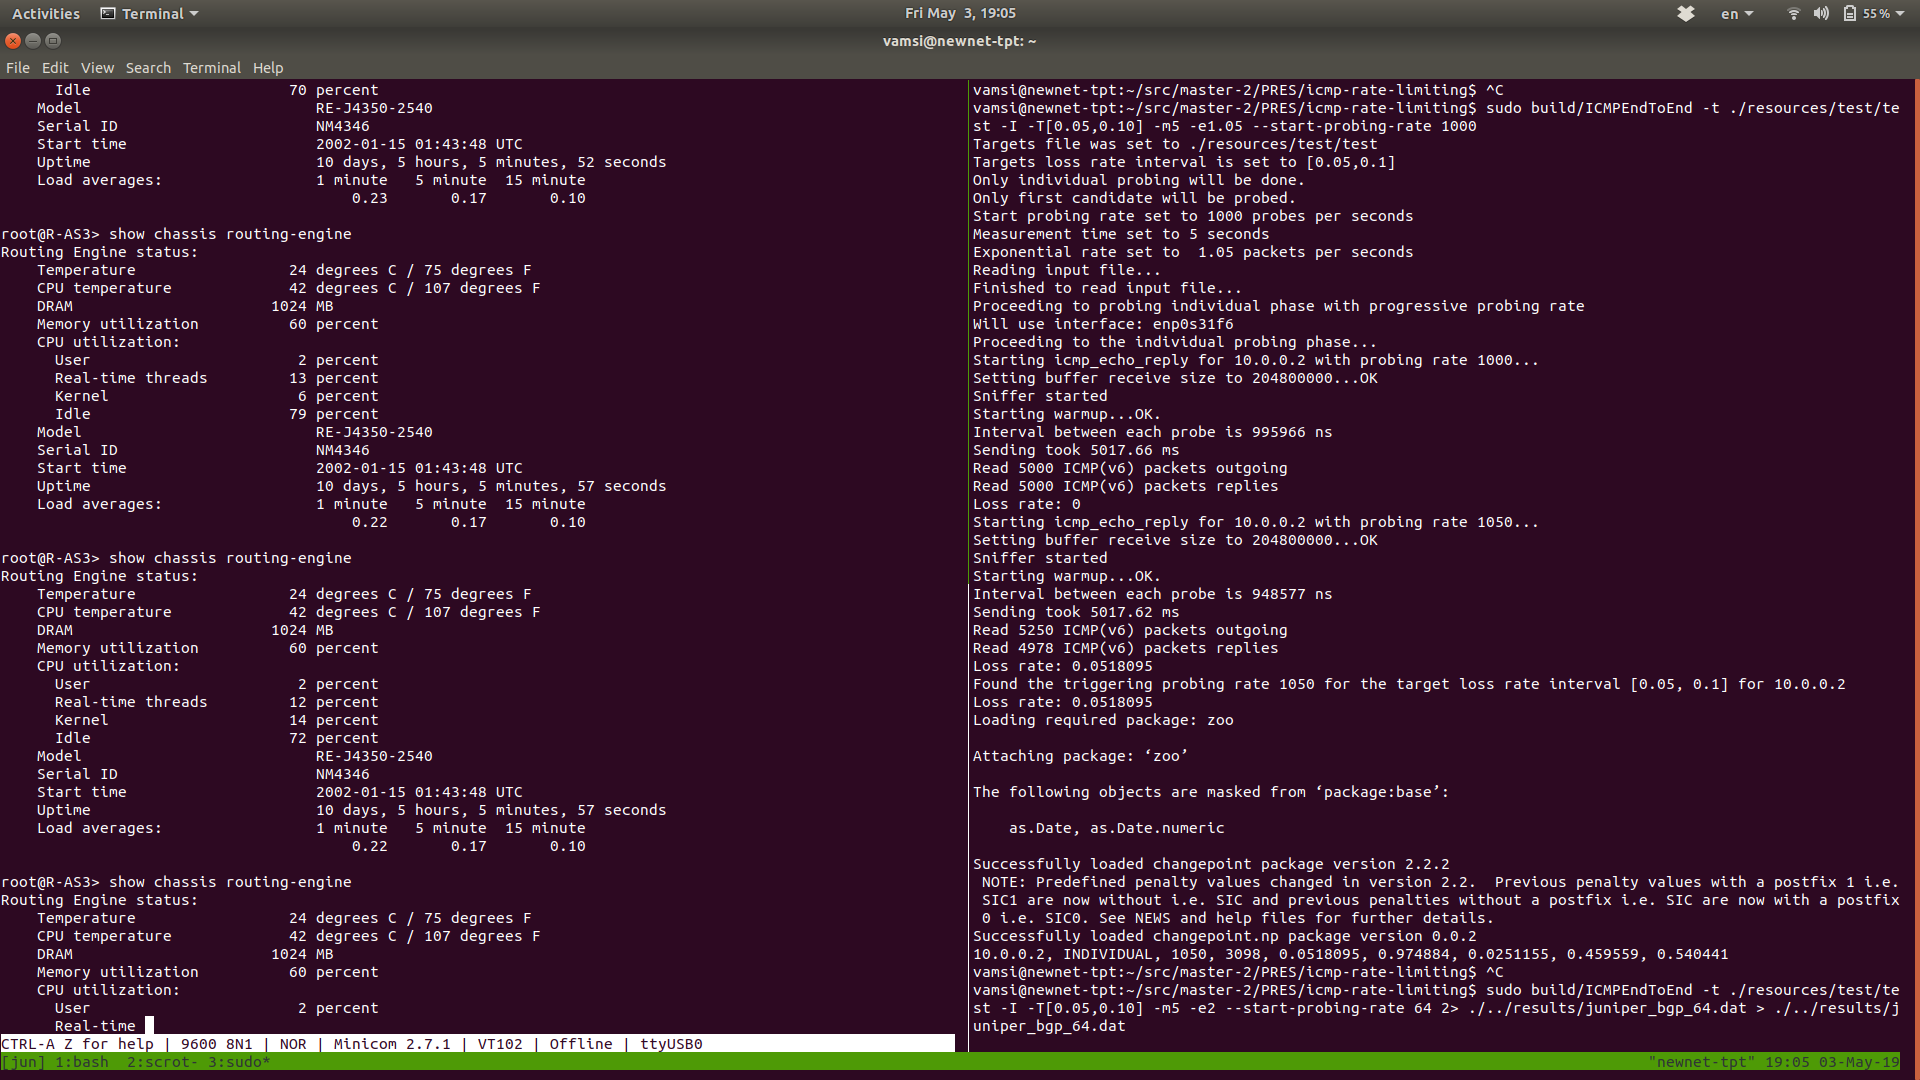 Activities Terminal Fri May 3, 19:05 en 55 %
vamsi@newnet-tpt: ~
File Edit View Search Terminal Help
Idle 70 percent
Model RE-J4350-2540
Serial ID NM4346
Start time 2002-01-15 01:43:48 UTC
Uptime 10 days, 5 hours, 5 minutes, 52 seconds
Load averages: 1 minute 5 minute 15 minute
0.23 0.17 0.10
root@R-AS3> show chassis routing-engine
Routing Engine status:
Temperature 24 degrees C / 75 degrees F
CPU temperature 42 degrees C / 107 degrees F
DRAM 1024 MB
Memory utilization 60 percent
CPU utilization:
User 2 percent
Real-time threads 13 percent
Kernel 6 percent
Idle 79 percent
Model RE-J4350-2540
Serial ID NM4346
Start time 2002-01-15 01:43:48 UTC
Uptime 10 days, 5 hours, 5 minutes, 57 seconds
Load averages: 1 minute 5 minute 15 minute
0.22 0.17 0.10
root@R-AS3> show chassis routing-engine
Routing Engine status:
Temperature 24 degrees C / 75 degrees F
CPU temperature 42 degrees C / 107 degrees F
DRAM 1024 MB
Memory utilization 60 percent
CPU utilization:
User 2 percent
Real-time threads 12 percent
Kernel 14 percent
Idle 72 percent
Model RE-J4350-2540
Serial ID NM4346
Start time 2002-01-15 01:43:48 UTC
Uptime 10 days, 5 hours, 5 minutes, 57 seconds
Load averages: 1 minute 5 minute 15 minute
0.22 0.17 0.10
root@R-AS3> show chassis routing-engine
Routing Engine status:
Temperature 24 degrees C / 75 degrees F
CPU temperature 42 degrees C / 107 degrees F
DRAM 1024 MB
Memory utilization 60 percent
CPU utilization:
User 2 percent
Real-time
CTRL-A Z for help | 9600 8N1 | NOR | Minicom 2.7.1 | VT102 | Offline | ttyUSB0
vamsi@newnet-tpt:~/src/master-2/PRES/icmp-rate-limiting$ ^C
vamsi@newnet-tpt:~/src/master-2/PRES/icmp-rate-limiting$ sudo build/ICMPEndToEnd -t ./resources/test/te
st -I -T[0.05,0.10] -m5 -e1.05 --start-probing-rate 1000
Targets file was set to ./resources/test/test
Targets loss rate interval is set to [0.05,0.1]
Only individual probing will be done.
Only first candidate will be probed.
Start probing rate set to 1000 probes per seconds
Measurement time set to 5 seconds
Exponential rate set to  1.05 packets per seconds
Reading input file...
Finished to read input file...
Proceeding to probing individual phase with progressive probing rate
Will use interface: enp0s31f6
Proceeding to the individual probing phase...
Starting icmp_echo_reply for 10.0.0.2 with probing rate 1000...
Setting buffer receive size to 204800000...OK
Sniffer started
Starting warmup...OK.
Interval between each probe is 995966 ns
Sending took 5017.66 ms
Read 5000 ICMP(v6) packets outgoing
Read 5000 ICMP(v6) packets replies
Loss rate: 0
Starting icmp_echo_reply for 10.0.0.2 with probing rate 1050...
Setting buffer receive size to 204800000...OK
Sniffer started
Starting warmup...OK.
Interval between each probe is 948577 ns
Sending took 5017.62 ms
Read 5250 ICMP(v6) packets outgoing
Read 4978 ICMP(v6) packets replies
Loss rate: 0.0518095
Found the triggering probing rate 1050 for the target loss rate interval [0.05, 0.1] for 10.0.0.2
Loss rate: 0.0518095
Loading required package: zoo
Attaching package: ‘zoo’
The following objects are masked from ‘package:base’:
as.Date, as.Date.numeric
Successfully loaded changepoint package version 2.2.2
NOTE: Predefined penalty values changed in version 2.2.  Previous penalty values with a postfix 1 i.e.
SIC1 are now without i.e. SIC and previous penalties without a postfix i.e. SIC are now with a postfix
0 i.e. SIC0. See NEWS and help files for further details.
Successfully loaded changepoint.np package version 0.0.2
10.0.0.2, INDIVIDUAL, 1050, 3098, 0.0518095, 0.974884, 0.0251155, 0.459559, 0.540441
vamsi@newnet-tpt:~/src/master-2/PRES/icmp-rate-limiting$ ^C
vamsi@newnet-tpt:~/src/master-2/PRES/icmp-rate-limiting$ sudo build/ICMPEndToEnd -t ./resources/test/te
st -I -T[0.05,0.10] -m5 -e2 --start-probing-rate 64 2> ./../results/juniper_bgp_64.dat > ./../results/j
uniper_bgp_64.dat
[jun] 1:bash  2:scrot- 3:sudo* "newnet-tpt" 19:05 03-May-19